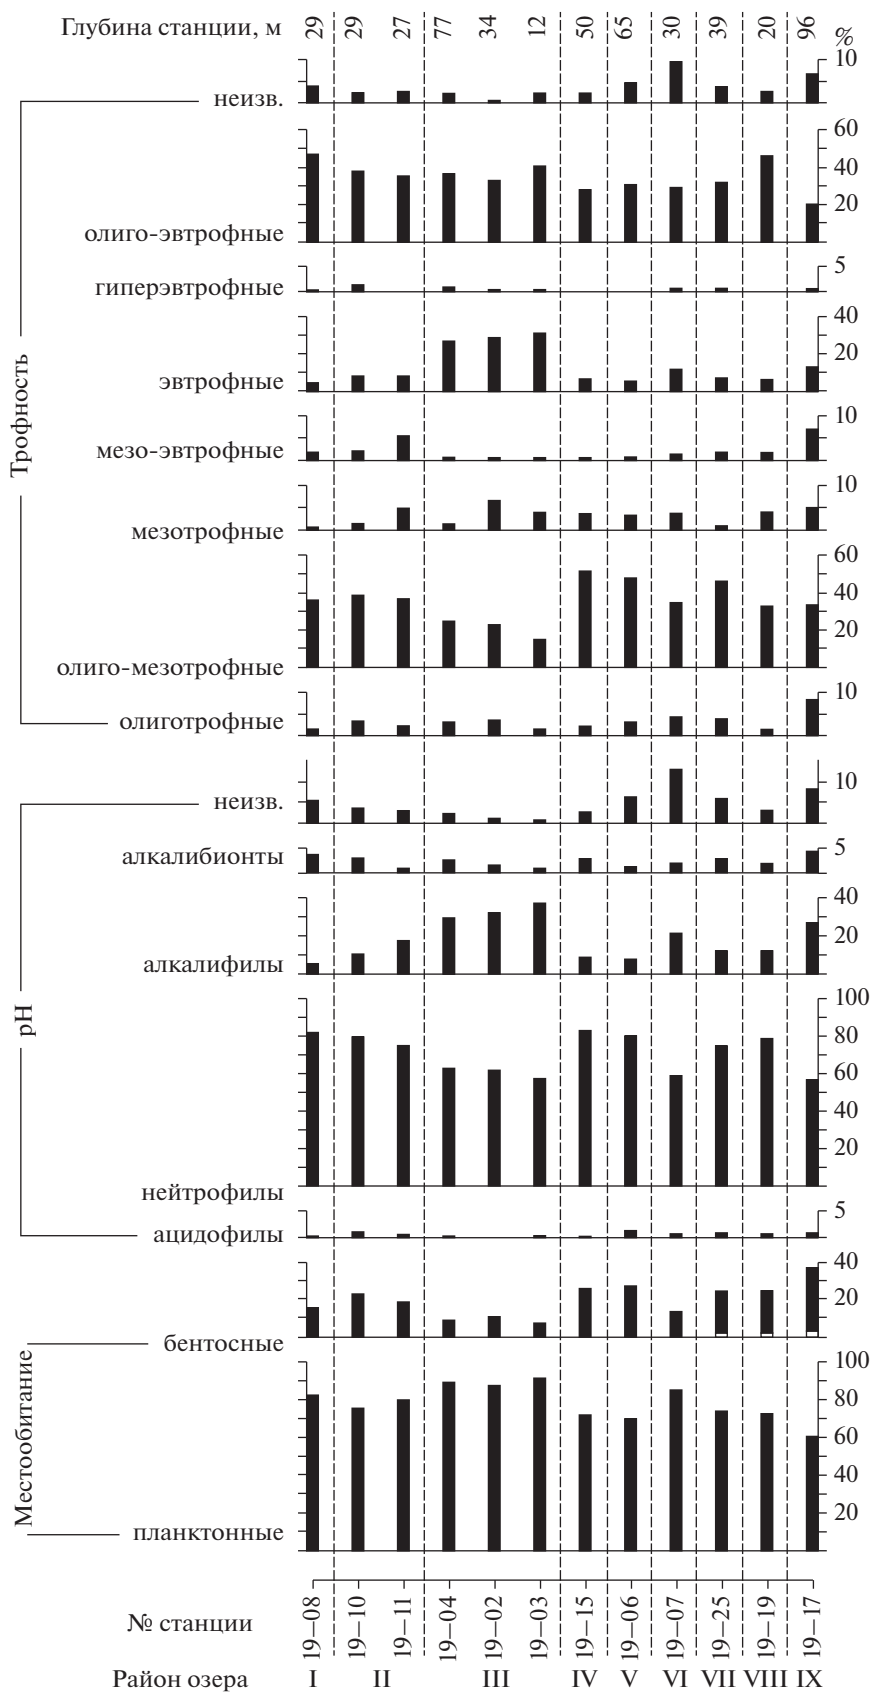 Глубина станции, м 29 29 27 77 34 12 50 65 30 39 20 96 %
10
неизв.
60
40
20
олиго-эвтрофные
5
гиперэвтрофные
40
20
эвтрофные
10
мезо-эвтрофные
10
мезотрофные
60
40
20
олиго-мезотрофные
10
олиготрофные
Трофность
10
неизв.
5
алкалибионты
40
20
алкалифилы
100
80
60
40
20
нейтрофилы
5
ацидофилы
pH
40
20
бентосные
100
80
60
40
20
планктонные
Местообитание
№ станции 19–08 19–10 19–11 19–04 19–02 19–03 19–15 19–06 19–07 19–25 19–19 19–17
Район озера I II III IV V VI VII VIII IX